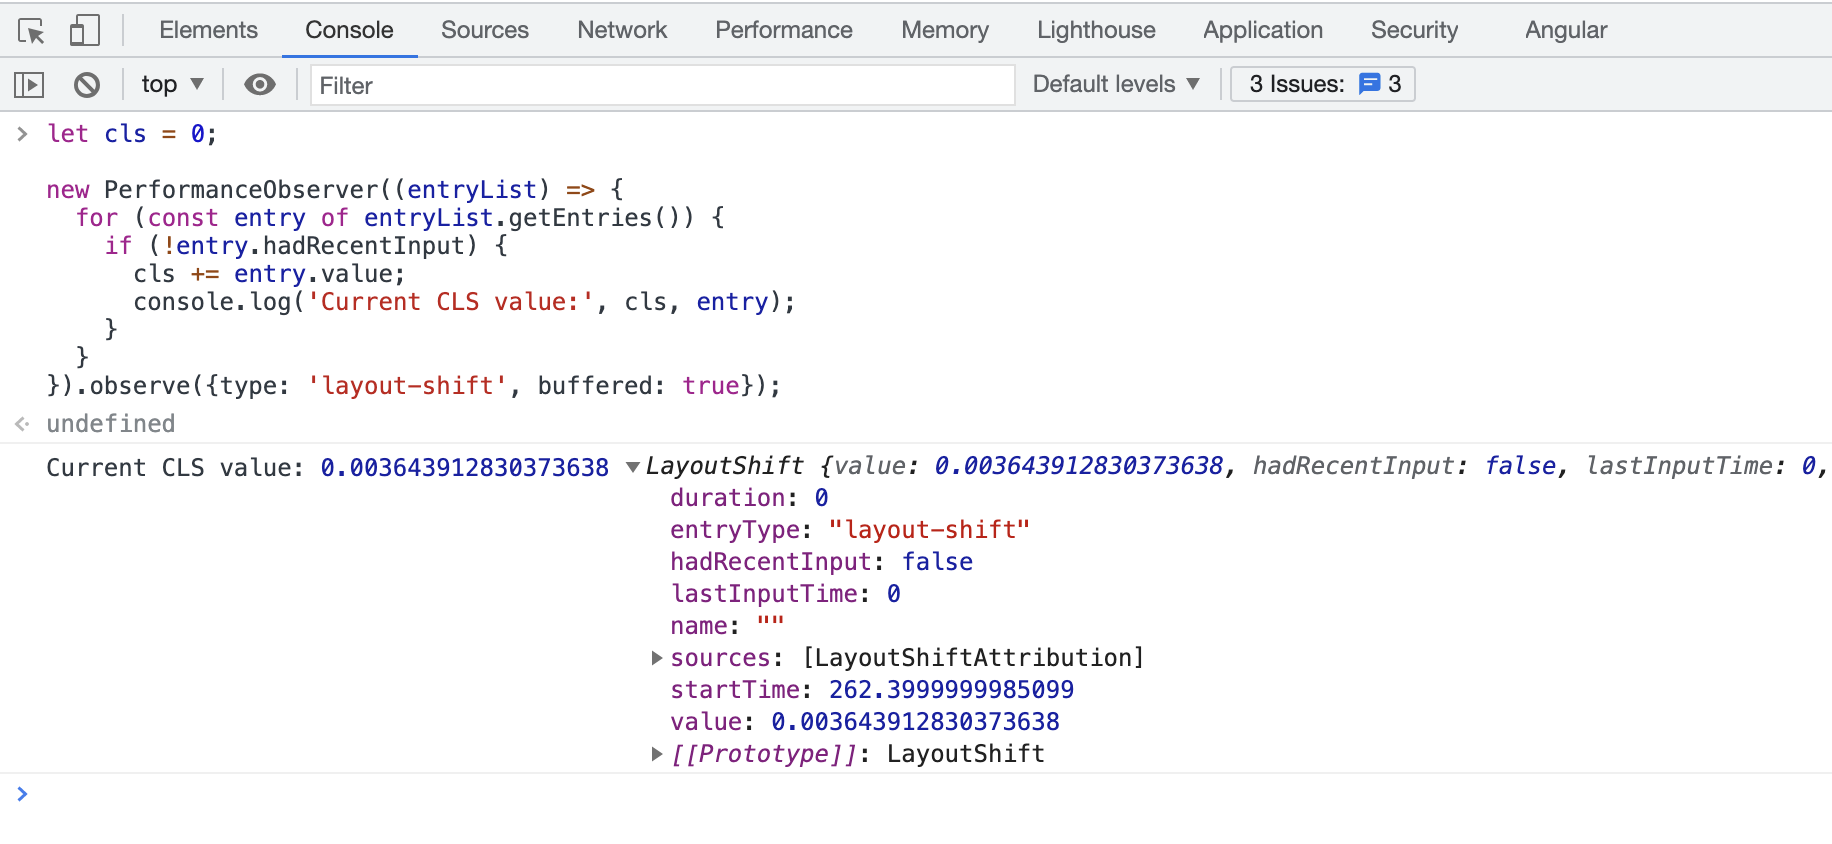 Elements Console Sources Network Performance Memory Lighthouse Application Security Angular
top Filter Default levels 3 Issues: 3
let cls = 0;
new PerformanceObserver((entryList) => {
  for (const entry of entryList.getEntries()) {
    if (!entry.hadRecentInput) {
      cls += entry.value;
      console.log('Current CLS value:', cls, entry);
    }
  }
}).observe({type: 'layout-shift', buffered: true});
undefined
Current CLS value: 0.003643912830373638 LayoutShift {value: 0.003643912830373638, hadRecentInput: false, lastInputTime: 0,
duration: 0
entryType: "layout-shift"
hadRecentInput: false
lastInputTime: 0
name: ""
sources: [LayoutShiftAttribution]
startTime: 262.3999999985099
value: 0.003643912830373638
[[Prototype]]: LayoutShift